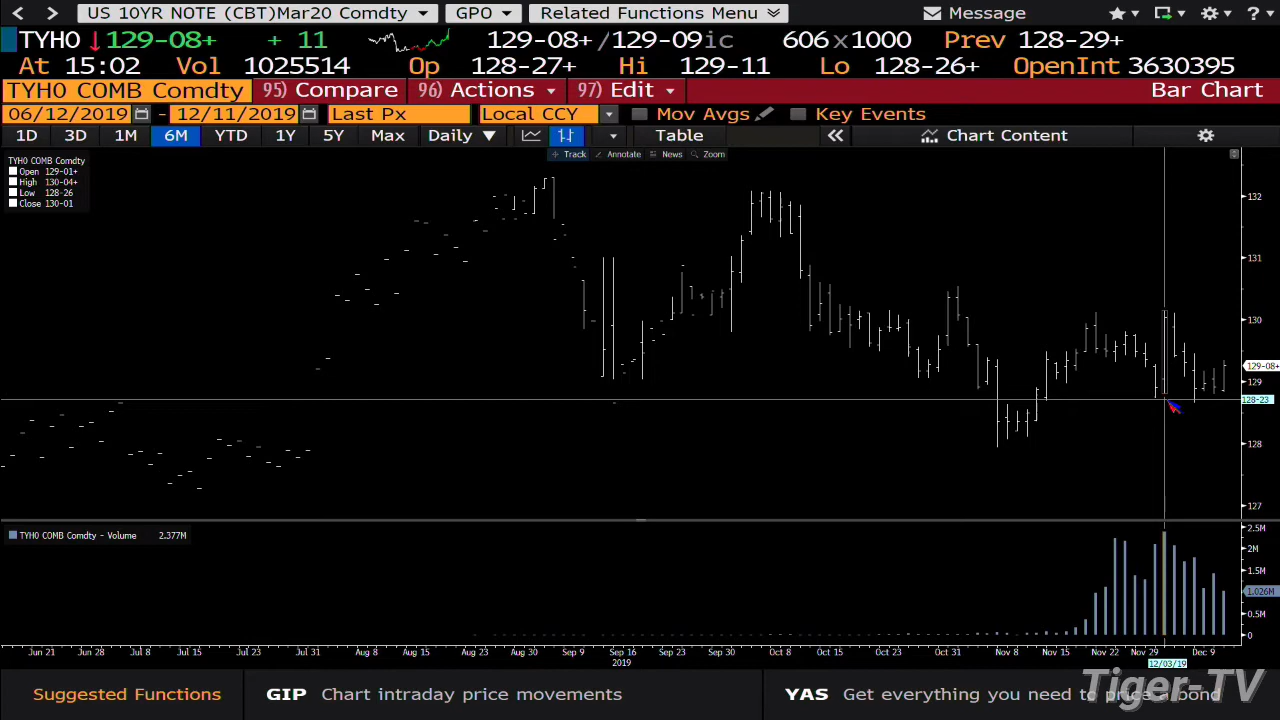 US 10YR NOTE (CBT)Mar20 Comdty GPO Related Functions Menu Message
TYH0 129-08+ + 11 129-08+/129-09ic 606x1000 Prev 128-29+
At 15:02 Vol 1025514 Op 128-27+ Hi 129-11 Lo 128-26+ OpenInt 3630395
TYH0 COMB Comdty 95) Compare 96) Actions 97) Edit Bar Chart
06/12/2019 - 12/11/2019 Last Px Local CCY Mov Avgs Key Events
1D 3D 1M 6M YTD 1Y 5Y Max Daily Table Chart Content
Track Annotate News Zoom
TYH0 COMB Comdty
Open 129-01+
High 130-04+
Low 128-26
Close 130-01
132
131
130
129-08+
129
128-23
128
127
TYH0 COMB Comdty - Volume 2.377M
2.5M
2M
1.5M
1.026M
0.5M
0
Jun 21 Jun 28 Jul 8 Jul 15 Jul 23 Jul 31 Aug 8 Aug 15 Aug 23 Aug 30 Sep 9 Sep 16 Sep 23 Sep 30 Oct 8 Oct 15 Oct 23 Oct 31 Nov 8 Nov 15 Nov 22 Nov 29 Dec 9
2019 12/03/19
Suggested Functions GIP Chart intraday price movements YAS Get everything you need to price a bond
Tiger-TV